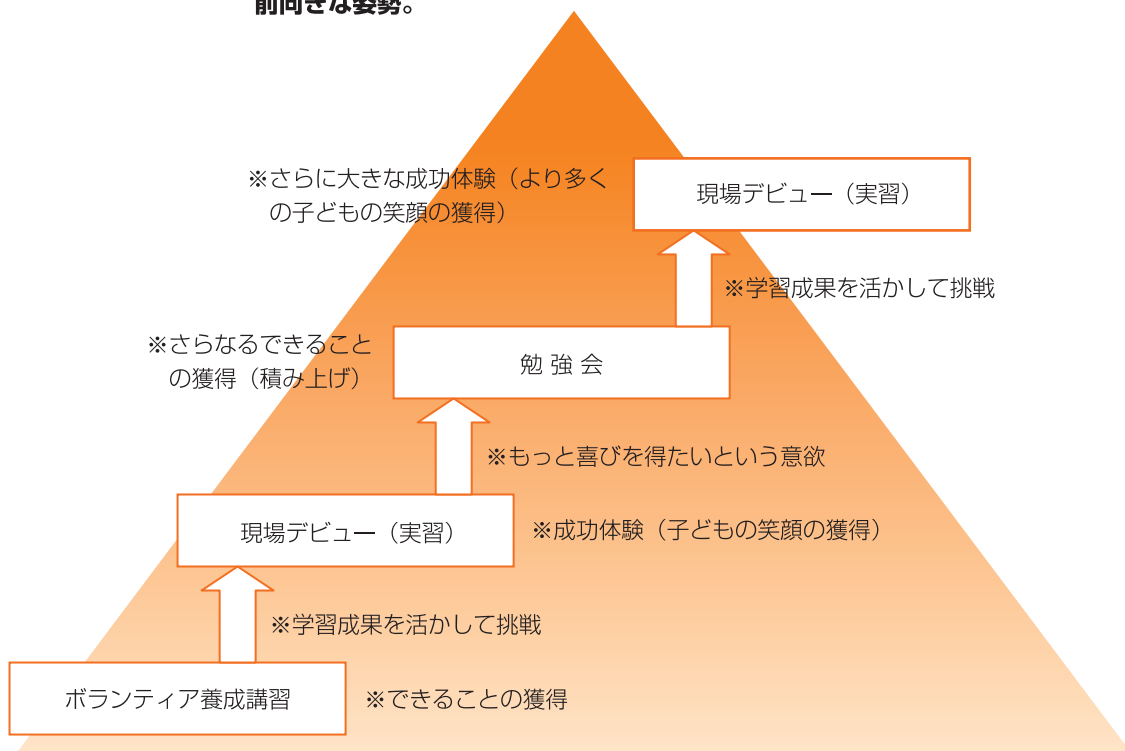 前向きな姿勢。
※さらに大きな成功体験（より多く
の子どもの笑顔の獲得）
現場デビュー（実習）
※学習成果を活かして挑戦
※さらなるできること
の獲得（積み上げ）
勉 強 会
※もっと喜びを得たいという意欲
現場デビュー（実習）
※成功体験（子どもの笑顔の獲得）
※学習成果を活かして挑戦
ボランティア養成講習
※できることの獲得